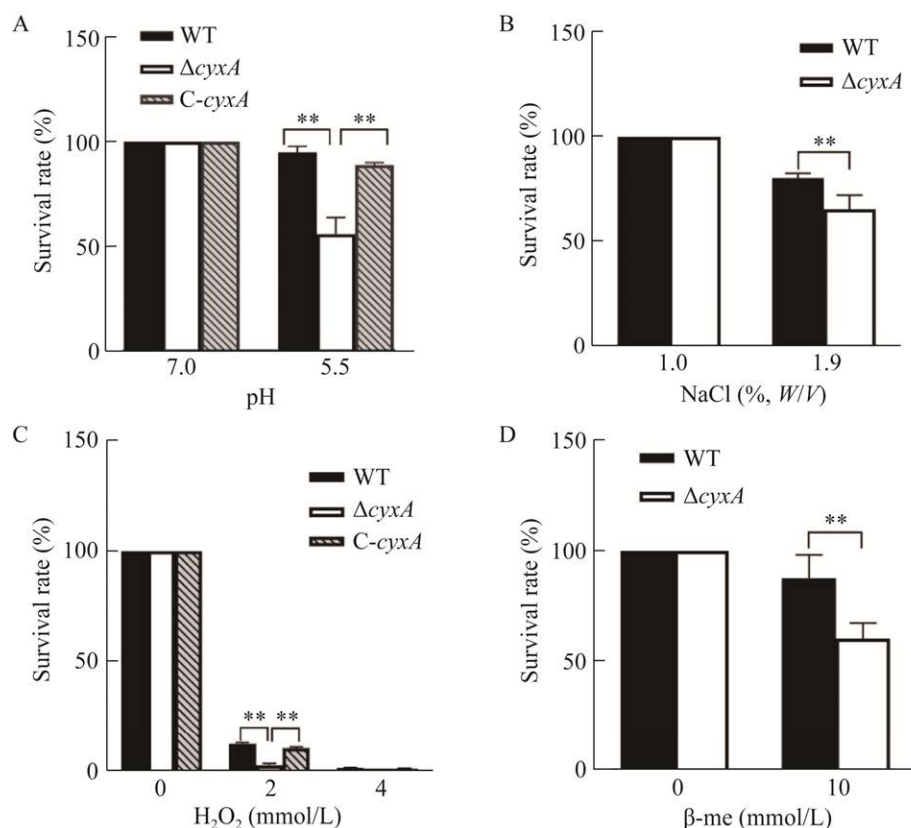 A
150
100
50
0
Survival rate (%)
WT
ΔcyxA
C-cyxA
** **
7.0 5.5
pH
B
150
100
50
0
Survival rate (%)
WT
ΔcyxA
**
1.0 1.9
NaCl (%, W/V)
C
150
100
50
0
Survival rate (%)
WT
ΔcyxA
C-cyxA
** **
0 2 4
H₂O₂ (mmol/L)
D
150
100
50
0
Survival rate (%)
WT
ΔcyxA
**
0 10
β-me (mmol/L)